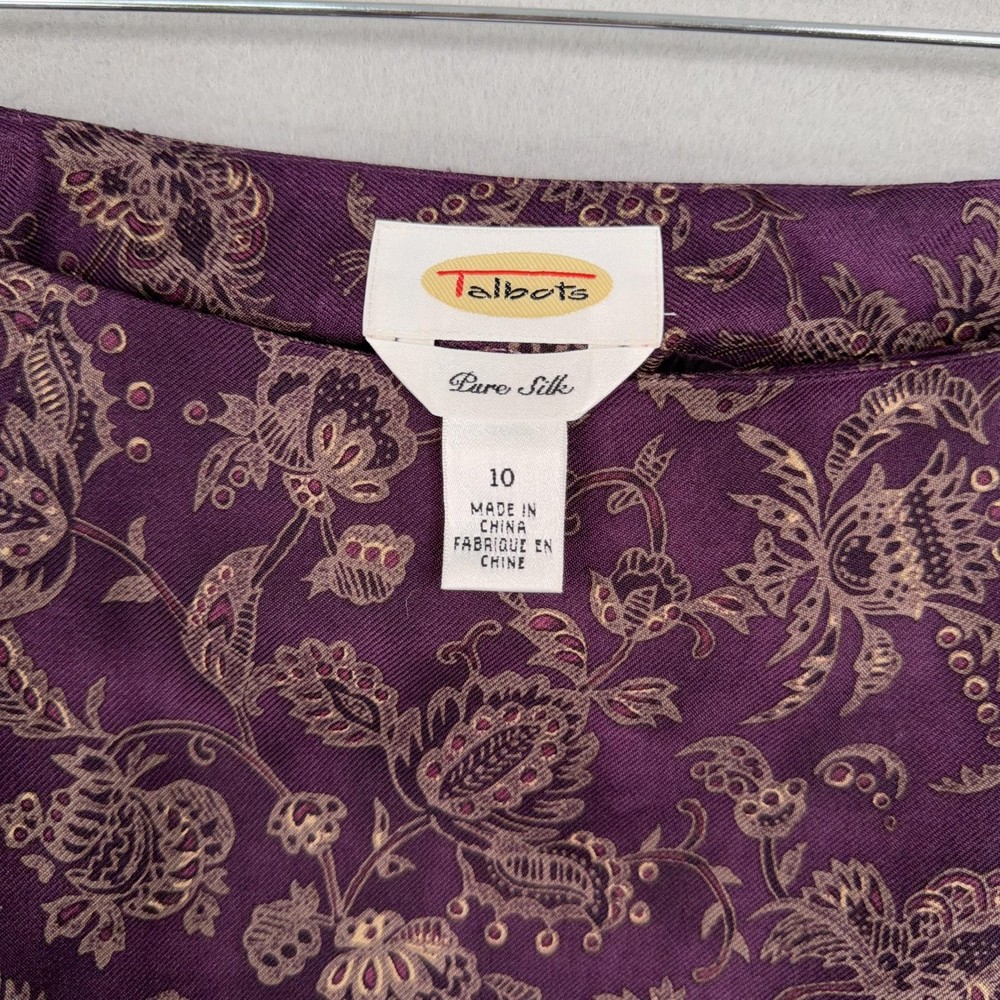 Talbots
Pure Silk
10
MADE IN
CHINA
FABRIQUE EN
CHINE